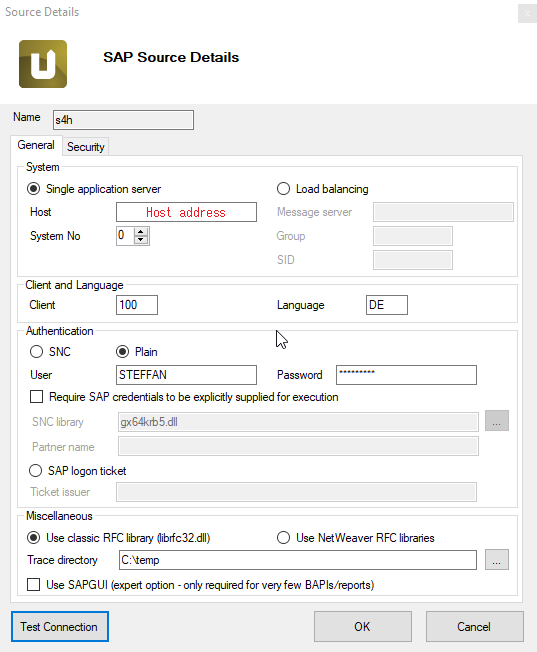 Source Details
x
SAP Source Details
Name s4h
General Security
System
Single application server Load balancing
Host Host address Message server
System No 0 Group
SID
Client and Language
Client 100 Language DE
Authentication
SNC Plain
User STEFFAN Password *********
Require SAP credentials to be explicitly supplied for execution
SNC library gx64krb5.dll ...
Partner name
SAP logon ticket
Ticket issuer
Miscellaneous
Use classic RFC library (librfc32.dll) Use NetWeaver RFC libraries
Trace directory C:\temp ...
Use SAPGUI (expert option - only required for very few BAPIs/reports)
Test Connection OK Cancel